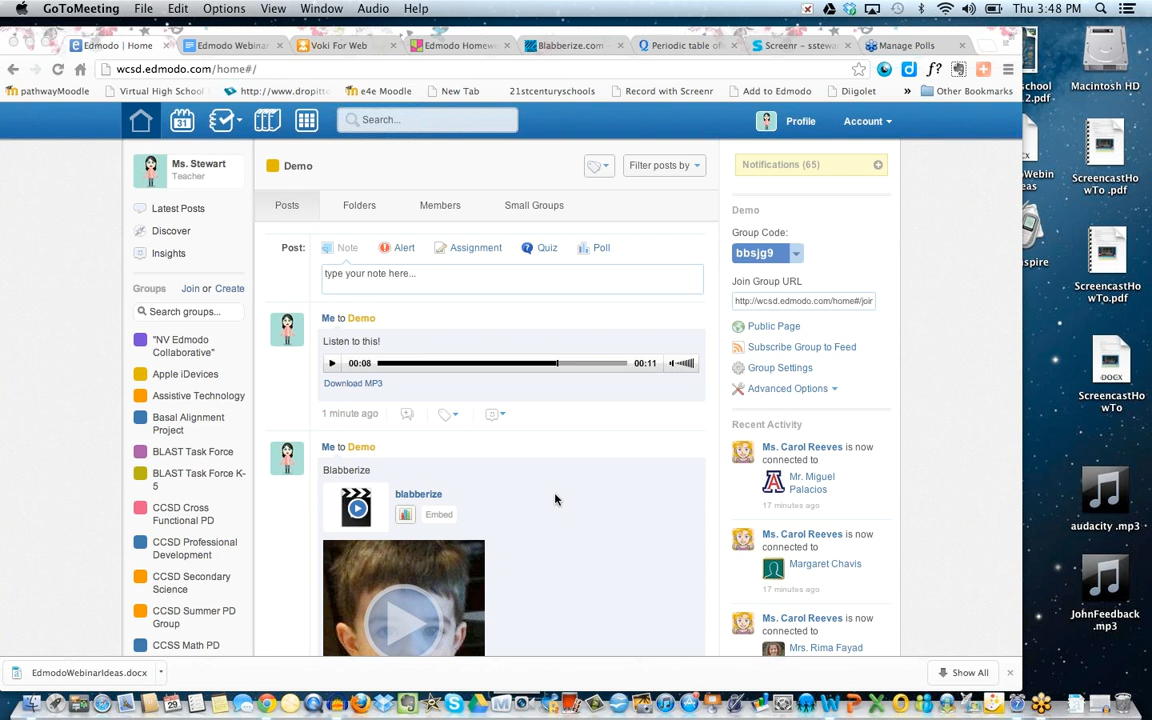 GoToMeeting File Edit Options View Window Audio Help
Thu 3:48 PM
Edmodo | Home
Edmodo Webinar
Voki For Web
Edmodo Homew
Blabberize.com -
Periodic table of
Screenr - sstewar
Manage Polls
wcsd.edmodo.com/home#/
pathwayMoodle
Virtual High School
http://www.dropitto
e4e Moodle
New Tab
21stcenturyschools
Record with Screenr
Add to Edmodo
Diigolet
»
Other Bookmarks
31
Search...
Profile
Account
Ms. Stewart
Teacher
Latest Posts
Discover
Insights
Groups Join or Create
Search groups...
"NV Edmodo
Collaborative"
Apple iDevices
Assistive Technology
Basal Alignment
Project
BLAST Task Force
BLAST Task Force K-
5
CCSD Cross
Functional PD
CCSD Professional
Development
CCSD Secondary
Science
CCSD Summer PD
Group
CCSS Math PD
Demo
Filter posts by
Posts Folders Members Small Groups
Post: Note Alert Assignment Quiz Poll
type your note here...
Me to Demo
Listen to this!
00:08 00:11
Download MP3
1 minute ago
Me to Demo
Blabberize
blabberize
Embed
Notifications (65)
Demo
Group Code:
bbsjg9
Join Group URL
http://wcsd.edmodo.com/home#/join
Public Page
Subscribe Group to Feed
Group Settings
Advanced Options
Recent Activity
Ms. Carol Reeves is now
connected to
Mr. Miguel
Palacios
17 minutes ago
Ms. Carol Reeves is now
connected to
Margaret Chavis
17 minutes ago
Ms. Carol Reeves is now
connected to
Mrs. Rima Fayad
Macintosh HD
ScreencastHo
wTo .pdf
ScreencastHo
wTo.pdf
ScreencastHo
wTo
audacity .mp3
JohnFeedback
.mp3
EdmodoWebinarIdeas.docx
Show All